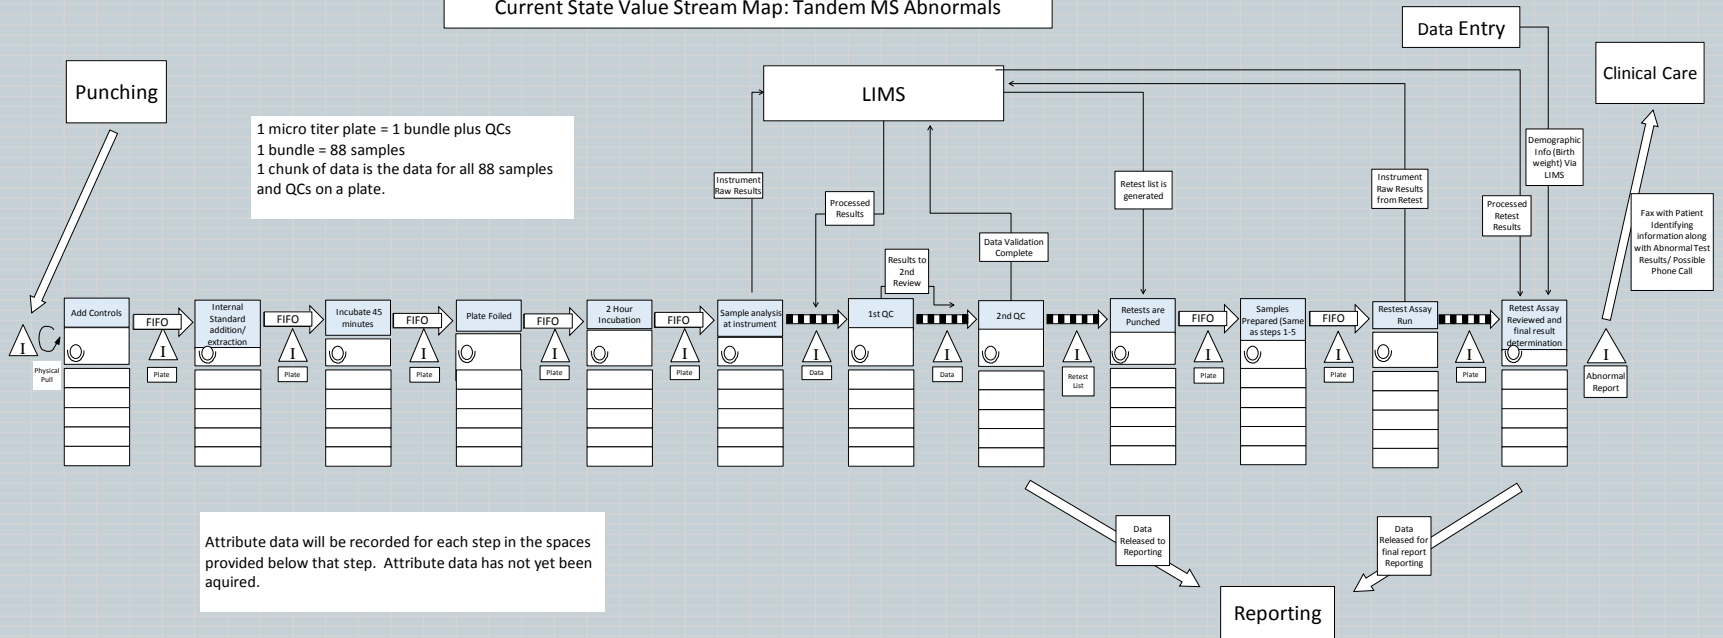 Current State Value Stream Map: Tandem MS Abnormals
Data Entry
Clinical Care
Punching
LIMS
1 micro titer plate = 1 bundle plus QCs
1 bundle = 88 samples
1 chunk of data is the data for all 88 samples
and QCs on a plate.
Instrument
Raw Results
Processed
Results
Results to
2nd
Review
Data Validation
Complete
Retest list is
generated
Instrument
Raw Results
from Retest
Processed
Retest
Results
Demographic
Info (Birth
weight) Via
LIMS
Fax with Patient
Identifying
information along
with Abnormal Test
Results/ Possible
Phone Call
I
Physical
Pull
Add Controls
FIFO
I
Plate
Internal
Standard
addition/
extraction
FIFO
I
Plate
Incubate 45
minutes
FIFO
I
Plate
Plate Foiled
FIFO
I
Plate
2 Hour
Incubation
FIFO
I
Plate
Sample analysis
at instrument
I
Data
1st QC
I
Data
2nd QC
I
Retest
List
Retests are
Punched
FIFO
I
Plate
Samples
Prepared (Same
as steps 1-5
FIFO
I
Plate
Restest Assay
Run
I
Plate
Retest Assay
Reviewed and
final result
determination
I
Abnormal
Report
Attribute data will be recorded for each step in the spaces
provided below that step.  Attribute data has not yet been
aquired.
Data
Released to
Reporting
Data
Released for
final report
Reporting
Reporting